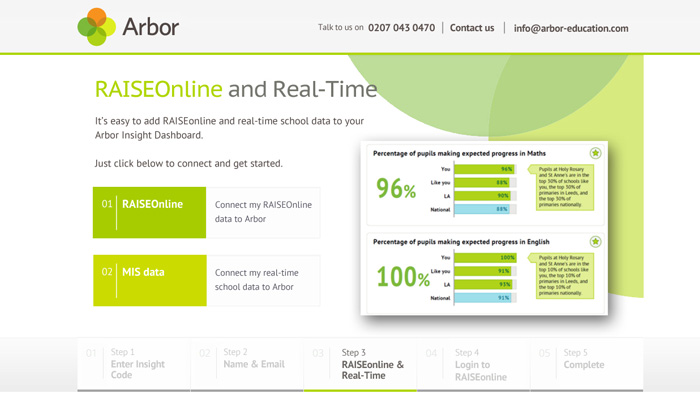 Arbor
Talk to us on 0207 043 0470 | Contact us | info@arbor-education.com
RAISEOnline and Real-Time
It's easy to add RAISEonline and real-time school data to your
Arbor Insight Dashboard.
Just click below to connect and get started.
01 RAISEOnline
Connect my RAISEOnline
data to Arbor
02 MIS data
Connect my real-time
school data to Arbor
Percentage of pupils making expected progress in Maths
96%
You 96%
Like you 88%
LA 90%
National 88%
Pupils at Holy Rosary
and St Anne's are in the
top 30% of schools like
you, the top 30% of
primaries in Leeds, and
the top 30% of
primaries nationally.
Percentage of pupils making expected progress in English
100%
You 100%
Like you 91%
LA 93%
National 91%
Pupils at Holy Rosary
and St Anne's are in the
top 10% of schools like
you, the top 10% of
primaries in Leeds, and
the top 10% of
primaries nationally.
01 Step 1
Enter Insight
Code
02 Step 2
Name & Email
03 Step 3
RAISEOnline &
Real-Time
04 Step 4
Login to
RAISEonline
05 Step 5
Complete